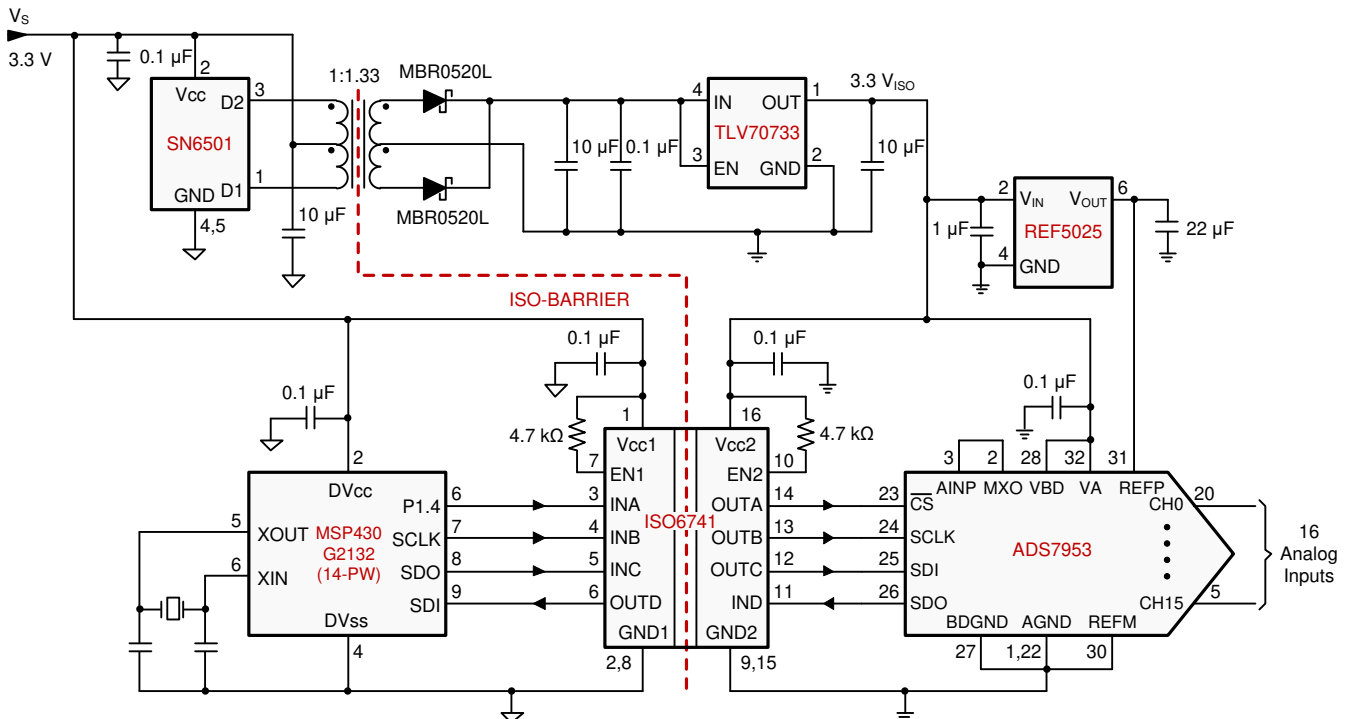 VS
3.3 V
0.1 µF
2
Vcc
D2
3
SN6501
D1
1
GND
4,5
10 µF
1:1.33
MBR0520L
MBR0520L
10 µF
0.1 µF
4
IN
OUT
1
TLV70733
3
EN
GND
2
3.3 VISO
10 µF
2
VIN
VOUT
6
1 µF
REF5025
4
GND
22 µF
ISO-BARRIER
0.1 µF
0.1 µF
0.1 µF
0.1 µF
4.7 kΩ
4.7 kΩ
1
16
Vcc1
Vcc2
7
EN1
EN2
10
3
INA
OUTA
14
4
INB
OUTB
13
ISO6741
5
INC
OUTC
12
6
OUTD
IND
11
GND1
GND2
2,8
9,15
2
DVcc
P1.4
6
5
XOUT
MSP430
G2132
(14-PW)
SCLK
7
6
XIN
SDO
8
SDI
9
DVss
4
3
2
28
32
31
AINP
MXO
VBD
VA
REFP
23
CS
24
SCLK
25
SDI
26
SDO
ADS7953
CH0
20
CH15
5
16
Analog
Inputs
BDGND
AGND
REFM
27
1,22
30